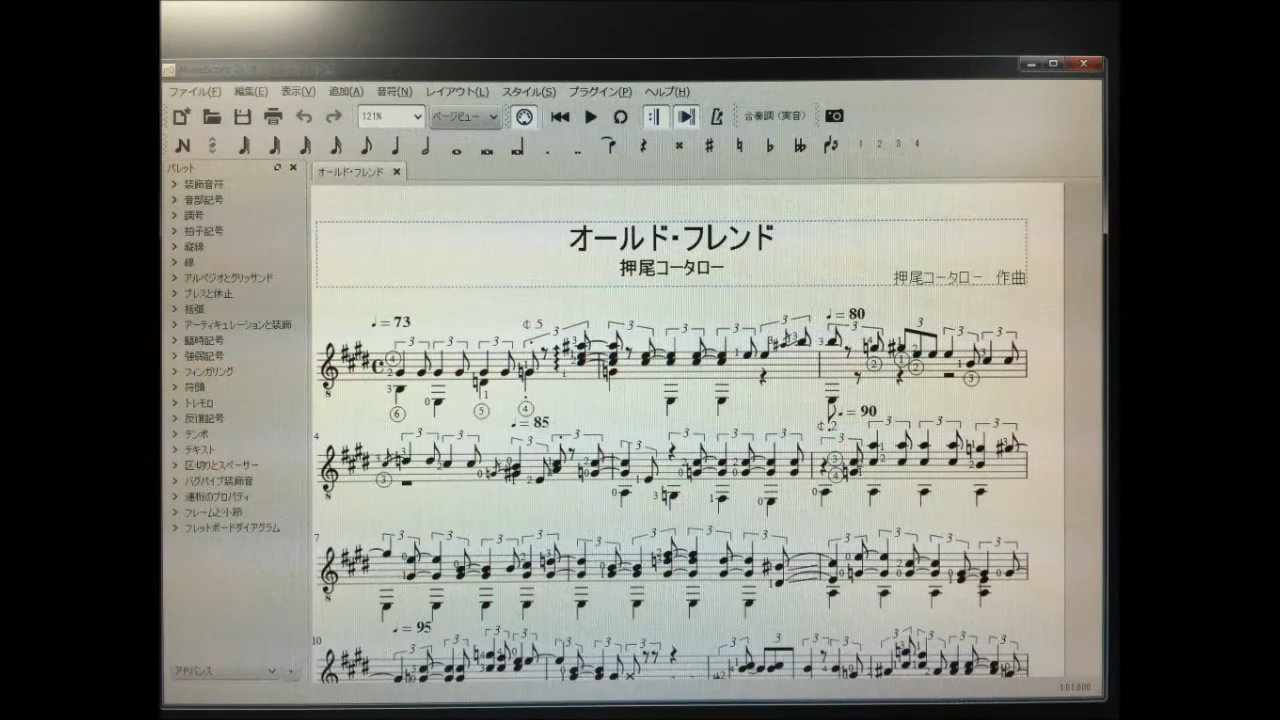 ファイル(F) 編集(E) 表示(V) 追加(A) 音符(N) レイアウト(L) スタイル(S) プラグイン(P) ヘルプ(H)
121% ページビュー 合奏調（実音）
1 2 3 4
パレット
オールド・フレンド
装飾音符
音部記号
調号
拍子記号
縦線
線
アルペジオとグリッサンド
ブレスと休止
括弧
アーティキュレーションと装飾
臨時記号
強弱記号
フィンガリング
符頭
トレモロ
反復記号
テンポ
テキスト
区切りとスペーサー
バグパイプ装飾音
連桁のプロパティ
フレームと小節
フレットボードダイアグラム
アドバンス
オールド・フレンド
押尾コータロー
押尾コータロー 作曲
♩= 73
¢ 5
♩= 80
4
♩= 85
¢ 2
♩= 90
7
10
♩= 95